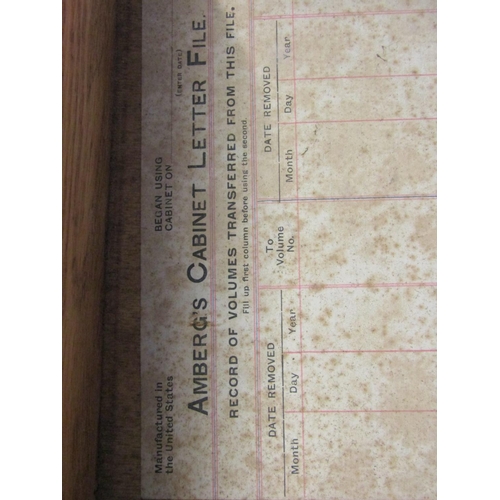 Manufactured in
the United States
BEGAN USING
CABINET ON
(ENTER DATE)
AMBERG'S CABINET LETTER FILE.
RECORD OF VOLUMES TRANSFERRED FROM THIS FILE.
Fill up first column before using the second.
DATE REMOVED
Month Day. Year.
To
Volume
No.
DATE REMOVED
Month Day Year